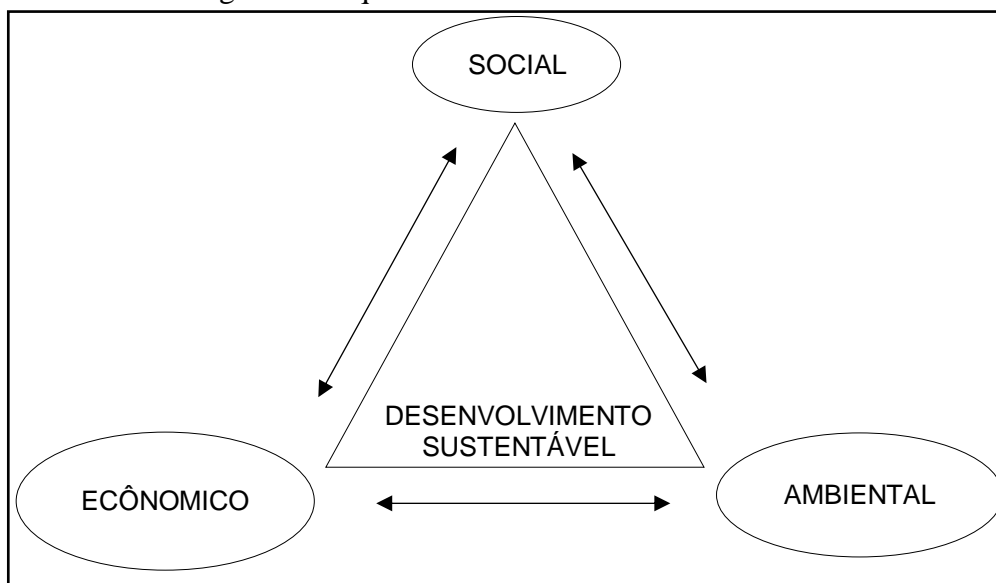 SOCIAL
DESENVOLVIMENTO
SUSTENTÁVEL
ECÔNOMICO
AMBIENTAL